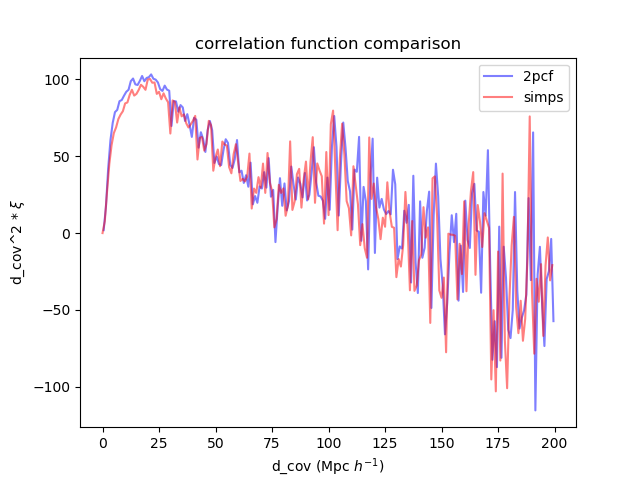 correlation function comparison
2pcf
simps
d_cov^2 * ξ
100
50
0
−50
−100
0
25
50
75
100
125
150
175
200
d_cov (Mpc h⁻¹)